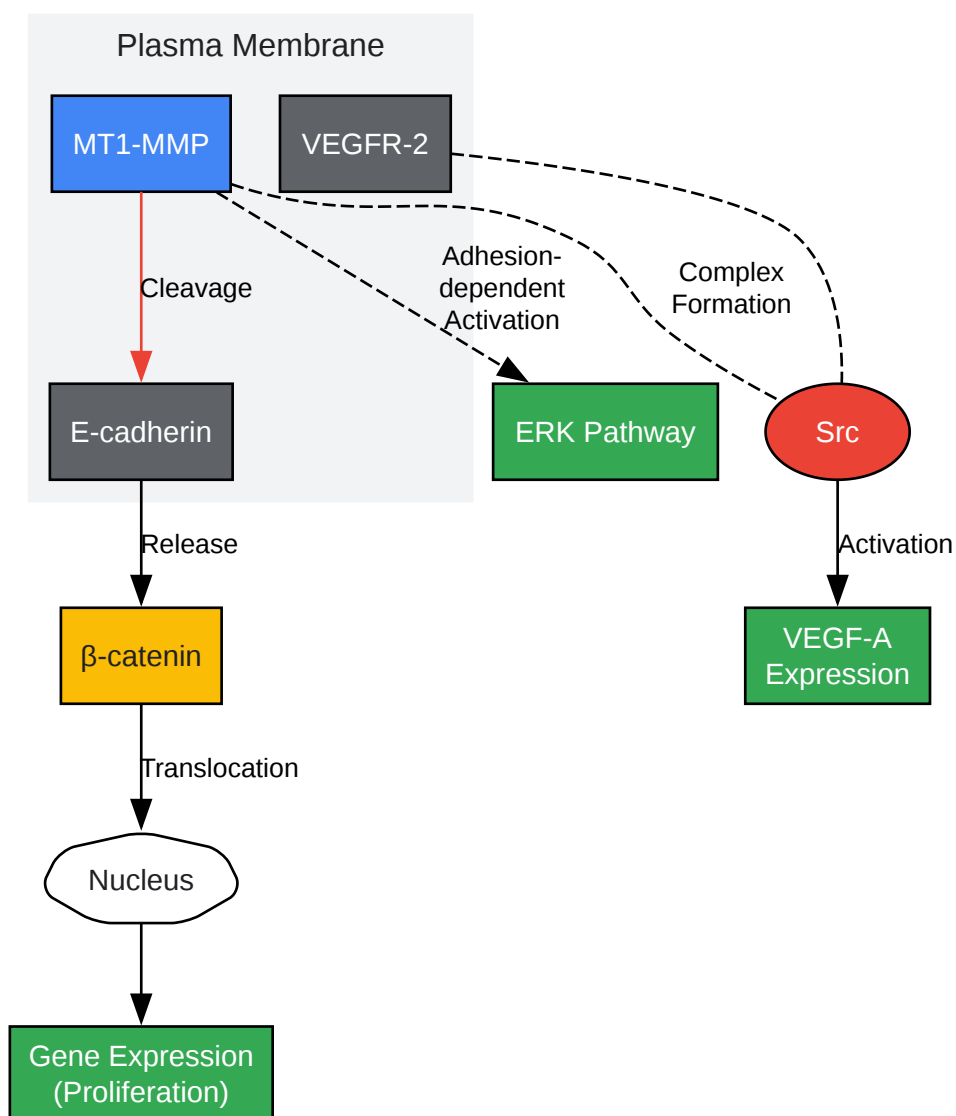 Plasma Membrane
MT1-MMP
VEGFR-2
Cleavage
Adhesion-
dependent
Activation
Complex
Formation
E-cadherin
ERK Pathway
Src
Release
Activation
β-catenin
VEGF-A
Expression
Translocation
Nucleus
Gene Expression
(Proliferation)